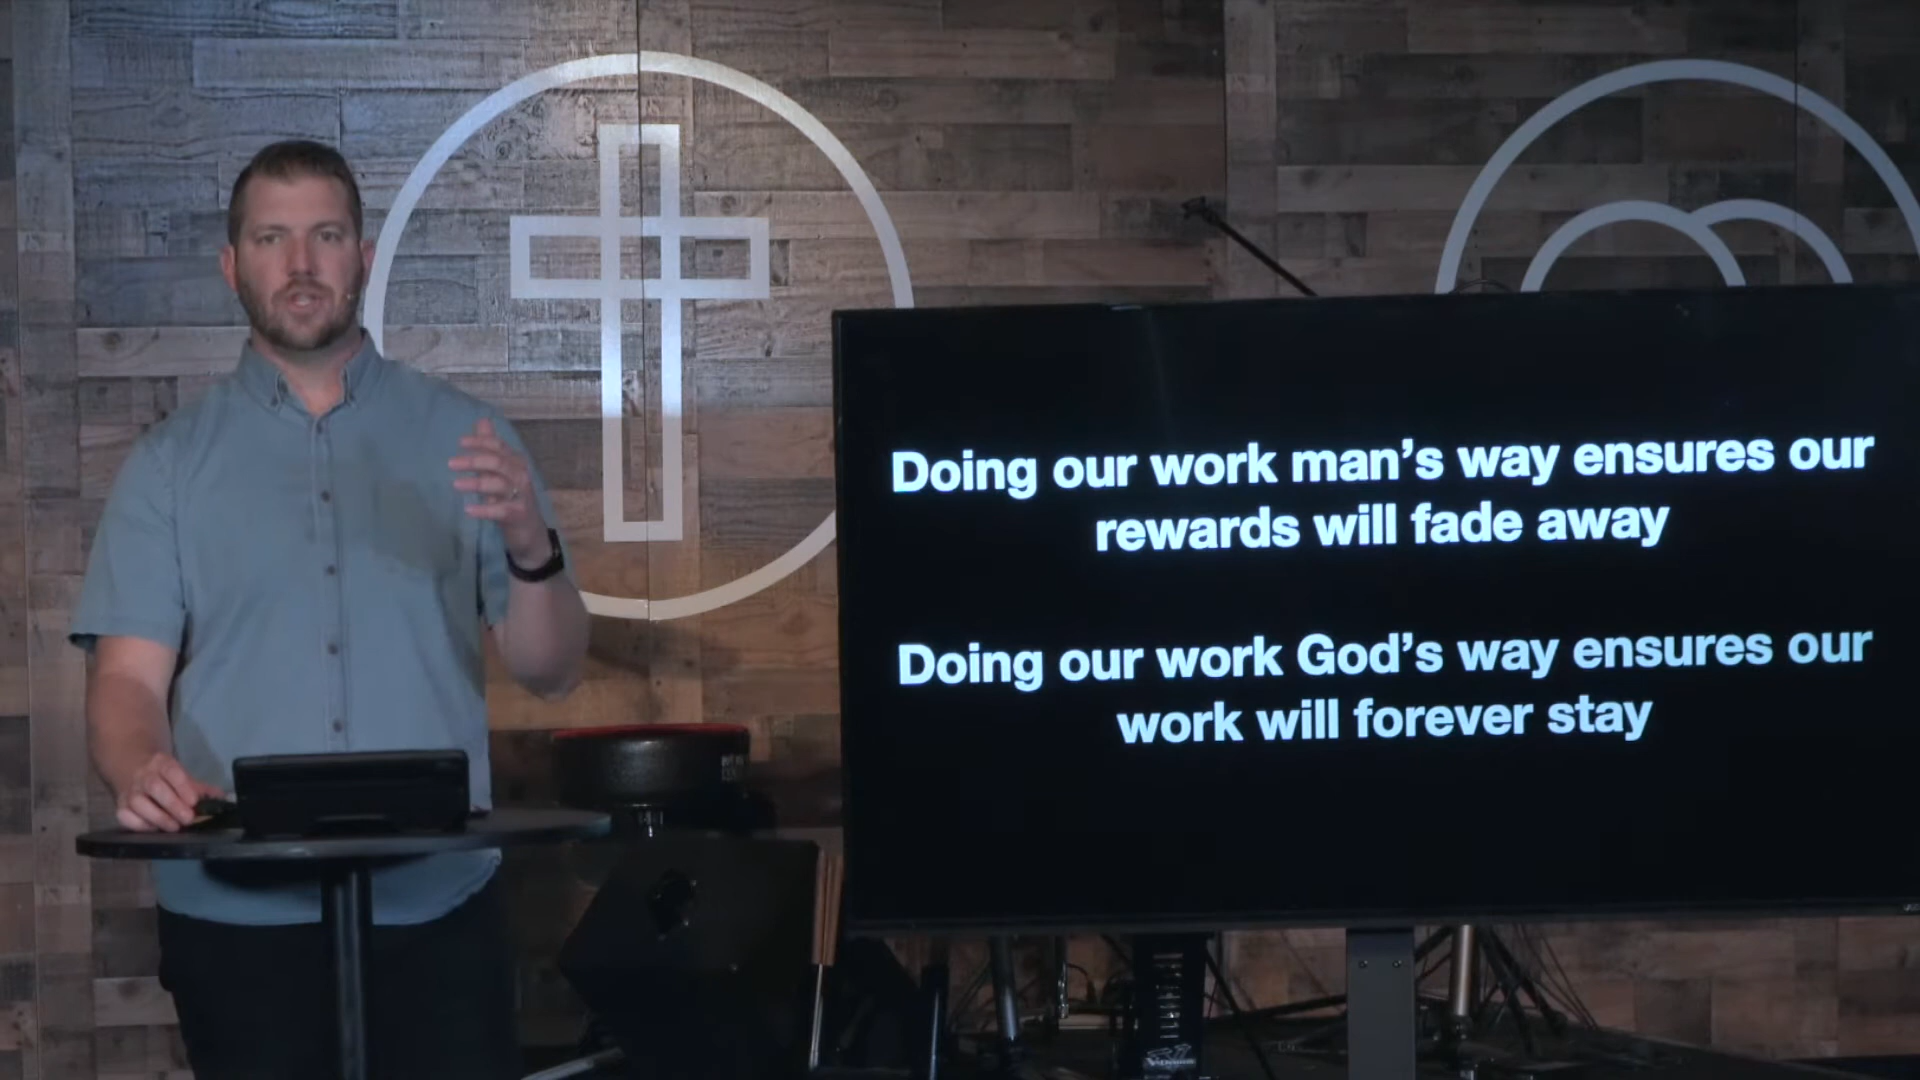 Doing our work man's way ensures our
rewards will fade away
Doing our work God's way ensures our
work will forever stay